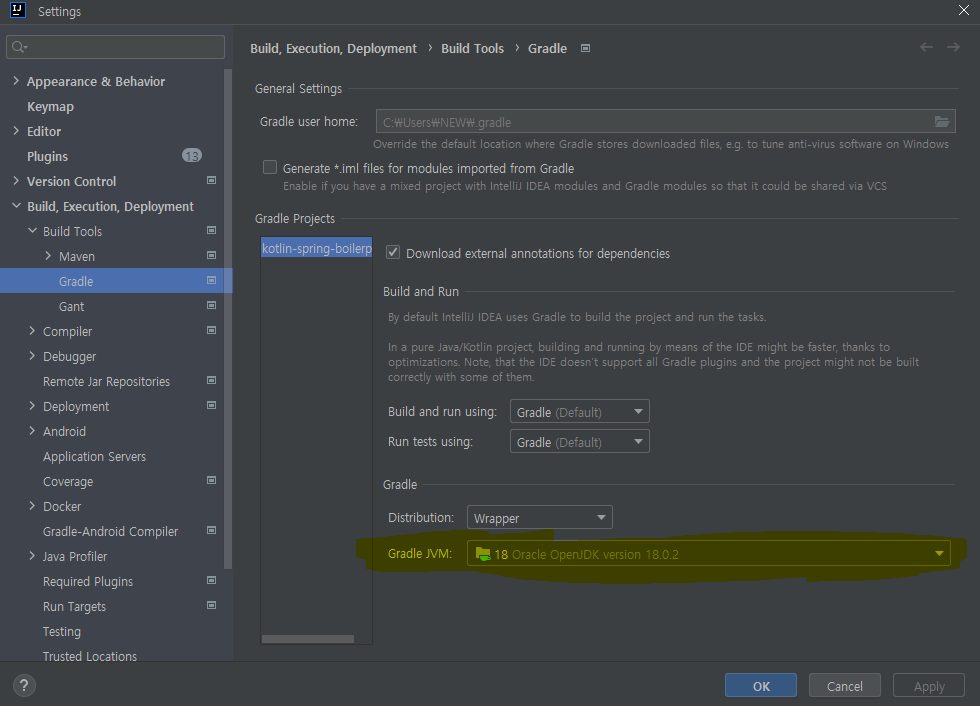 IJ
Settings
Build, Execution, Deployment › Build Tools › Gradle
Appearance & Behavior
Keymap
Editor
Plugins 13
Version Control
Build, Execution, Deployment
Build Tools
Maven
Gradle
Gant
Compiler
Debugger
Remote Jar Repositories
Deployment
Android
Application Servers
Coverage
Docker
Gradle-Android Compiler
Java Profiler
Required Plugins
Run Targets
Testing
Trusted Locations
General Settings
Gradle user home: C:₩Users₩NEW₩.gradle
Override the default location where Gradle stores downloaded files, e.g. to tune anti-virus software on Windows
Generate *.iml files for modules imported from Gradle
Enable if you have a mixed project with IntelliJ IDEA modules and Gradle modules so that it could be shared via VCS
Gradle Projects
kotlin-spring-boilerp
Download external annotations for dependencies
Build and Run
By default IntelliJ IDEA uses Gradle to build the project and run the tasks.
In a pure Java/Kotlin project, building and running by means of the IDE might be faster, thanks to
optimizations. Note, that the IDE doesn't support all Gradle plugins and the project might not be built
correctly with some of them.
Build and run using: Gradle (Default)
Run tests using: Gradle (Default)
Gradle
Distribution: Wrapper
Gradle JVM: 18 Oracle OpenJDK version 18.0.2
?
OK
Cancel
Apply